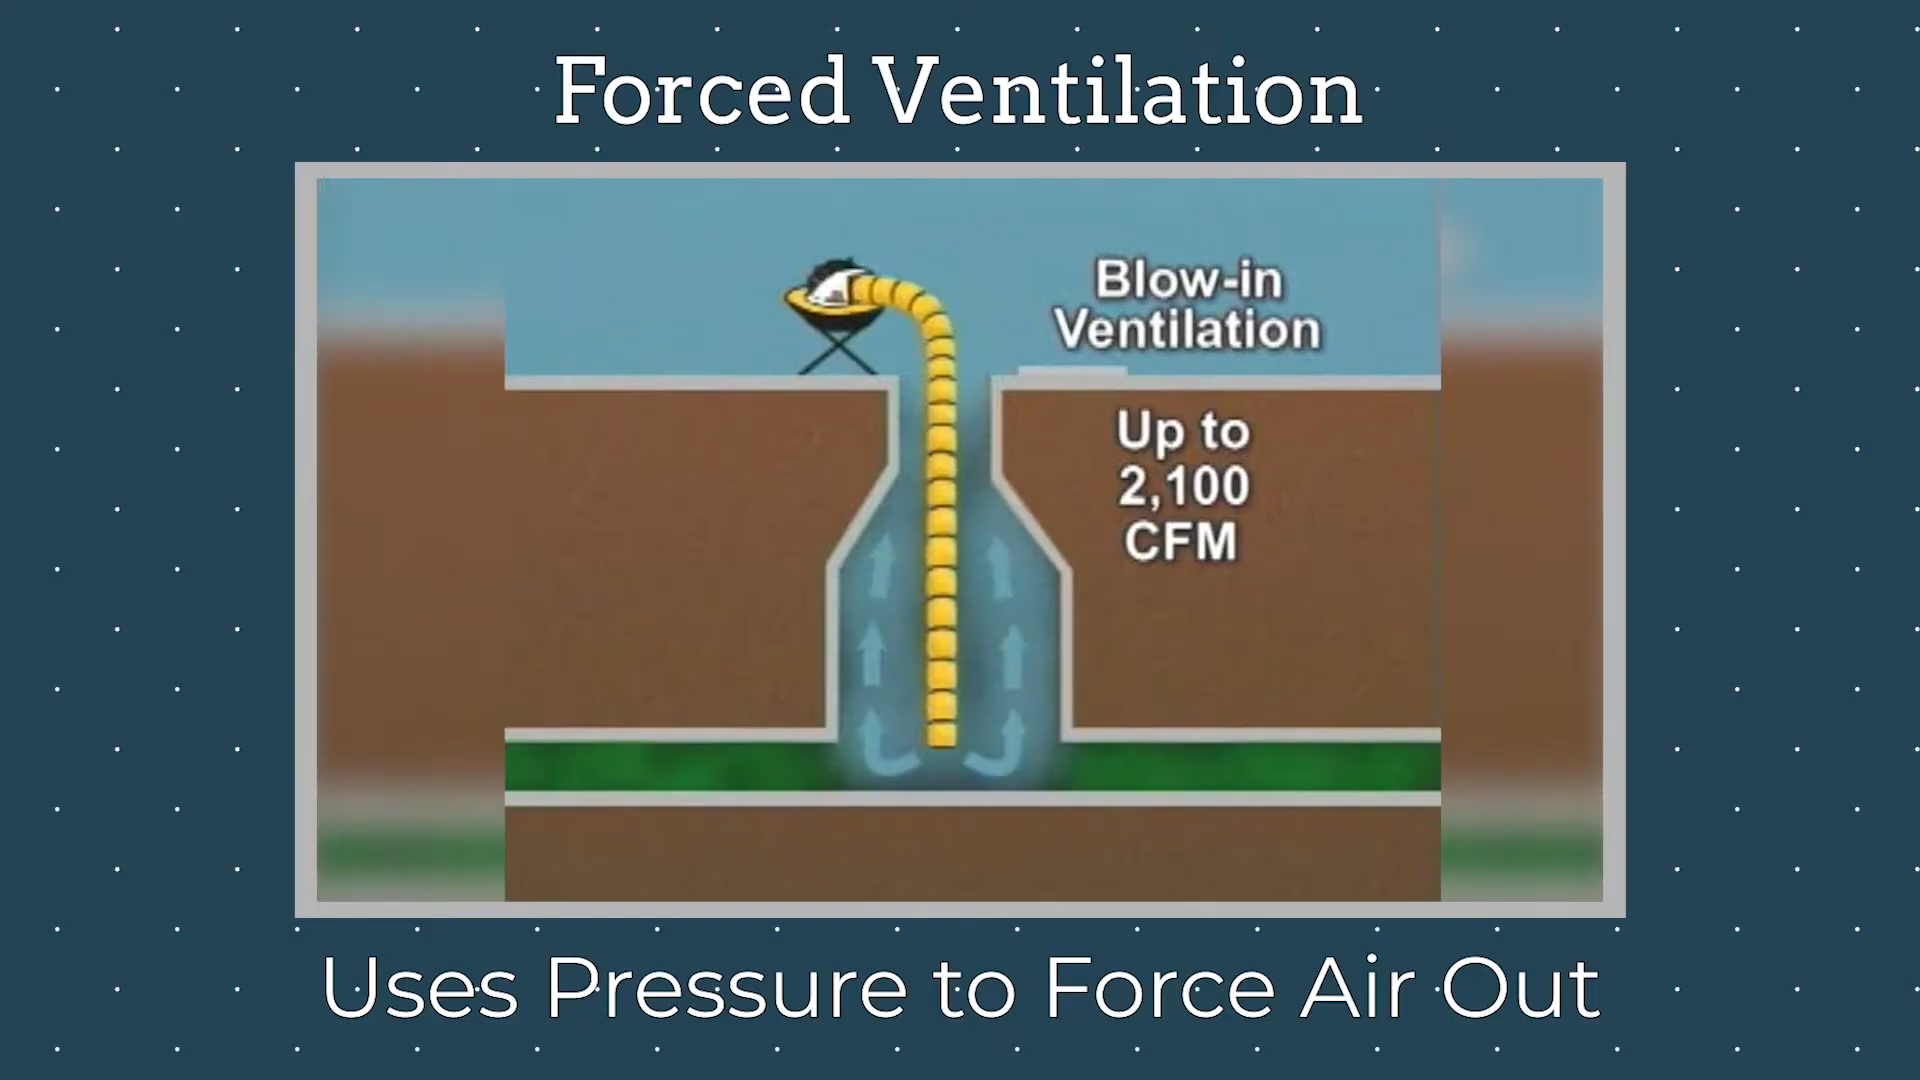 Forced Ventilation
Blow-in
Ventilation
Up to
2,100
CFM
Uses Pressure to Force Air Out